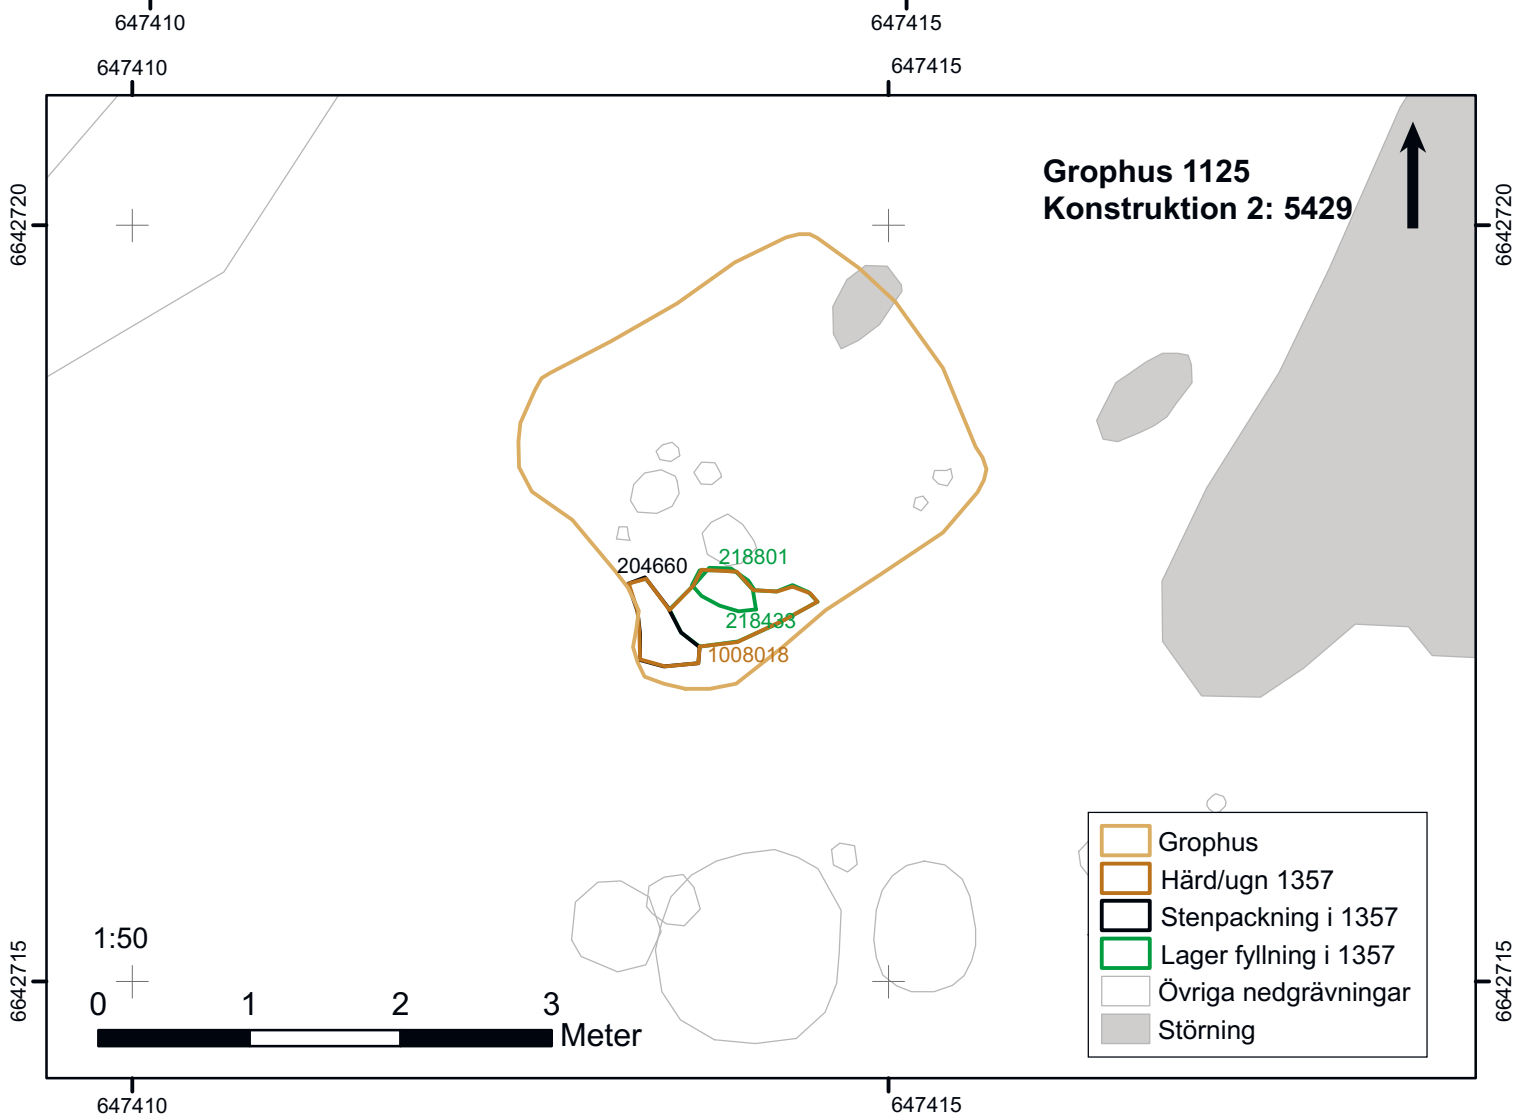 647410
647415
647410
647415
Grophus 1125
Konstruktion 2: 5429
6642720
6642720
218801
204660
218433
1008018
Grophus
Härd/ugn 1357
Stenpackning i 1357
Lager fyllning i 1357
Övriga nedgrävningar
Störning
1:50
0 1 2 3
Meter
6642715
6642715
647410
647415